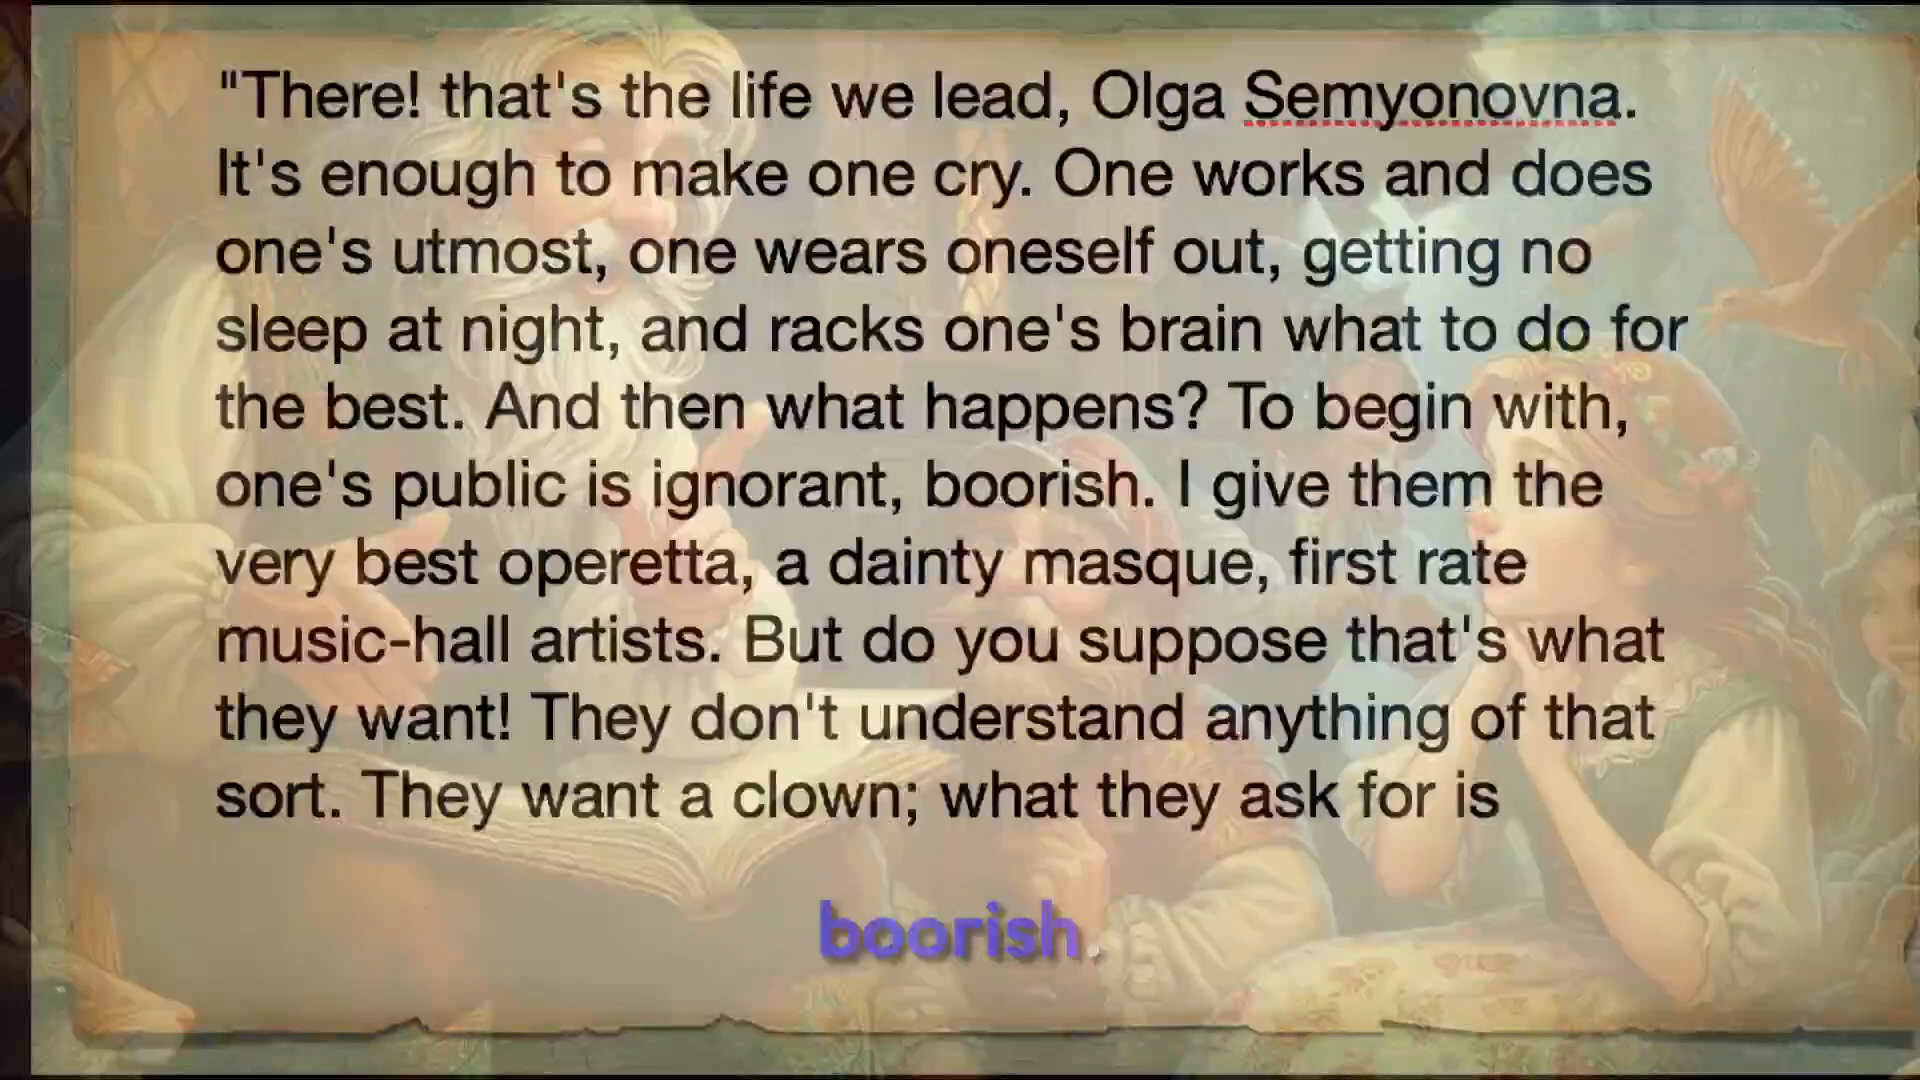 "There! that's the life we lead, Olga Semyonovna.
It's enough to make one cry. One works and does
one's utmost, one wears oneself out, getting no
sleep at night, and racks one's brain what to do for
the best. And then what happens? To begin with,
one's public is ignorant, boorish. I give them the
very best operetta, a dainty masque, first rate
music-hall artists. But do you suppose that's what
they want! They don't understand anything of that
sort. They want a clown; what they ask for is
boorish.